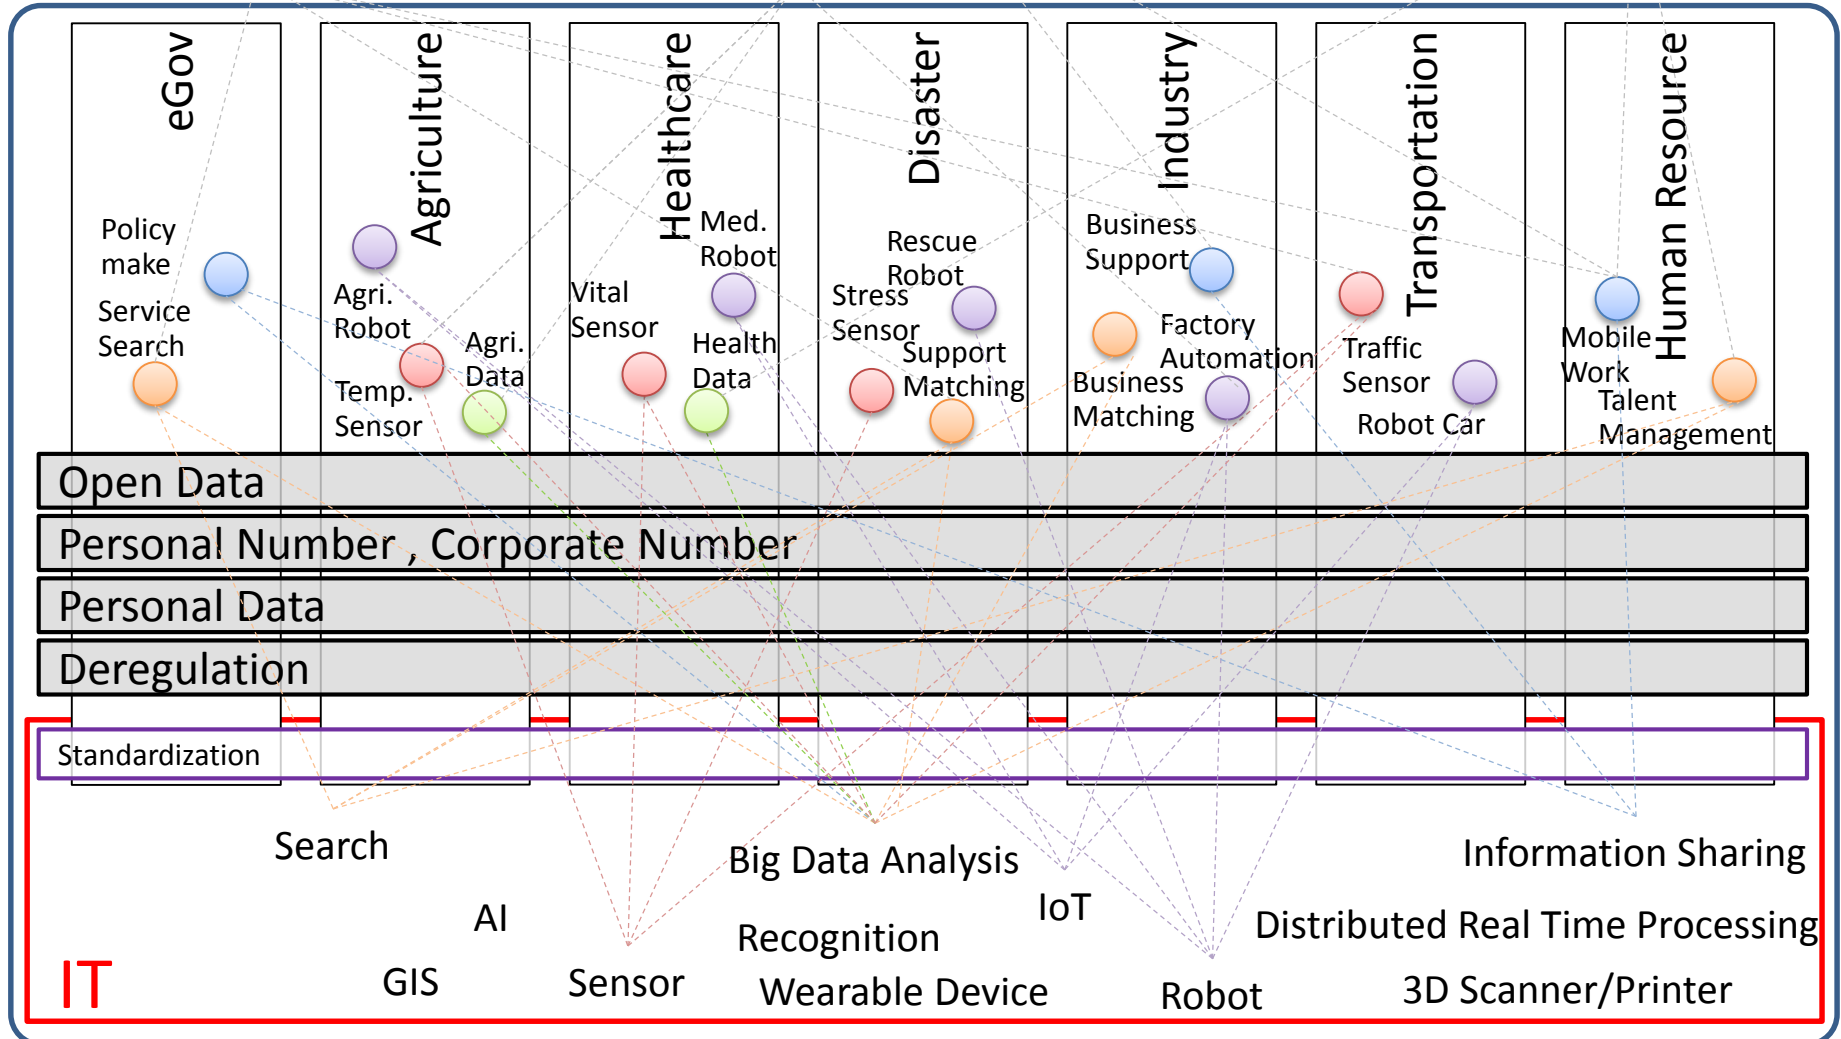 eGov
Agriculture
Healthcare
Disaster
Industry
Transportation
Human Resource
Policy
make
Service
Search
Agri.
Robot
Temp.
Sensor
Agri.
Data
Vital
Sensor
Med.
Robot
Health
Data
Rescue
Robot
Stress
Sensor
Support
Matching
Business
Support
Factory
Automation
Business
Matching
Traffic
Sensor
Robot Car
Mobile
Work
Talent
Management
Open Data
Personal Number , Corporate Number
Personal Data
Deregulation
Standardization
Search
Big Data Analysis
Information Sharing
AI
IoT
Recognition
Distributed Real Time Processing
IT
GIS
Sensor
Wearable Device
Robot
3D Scanner/Printer